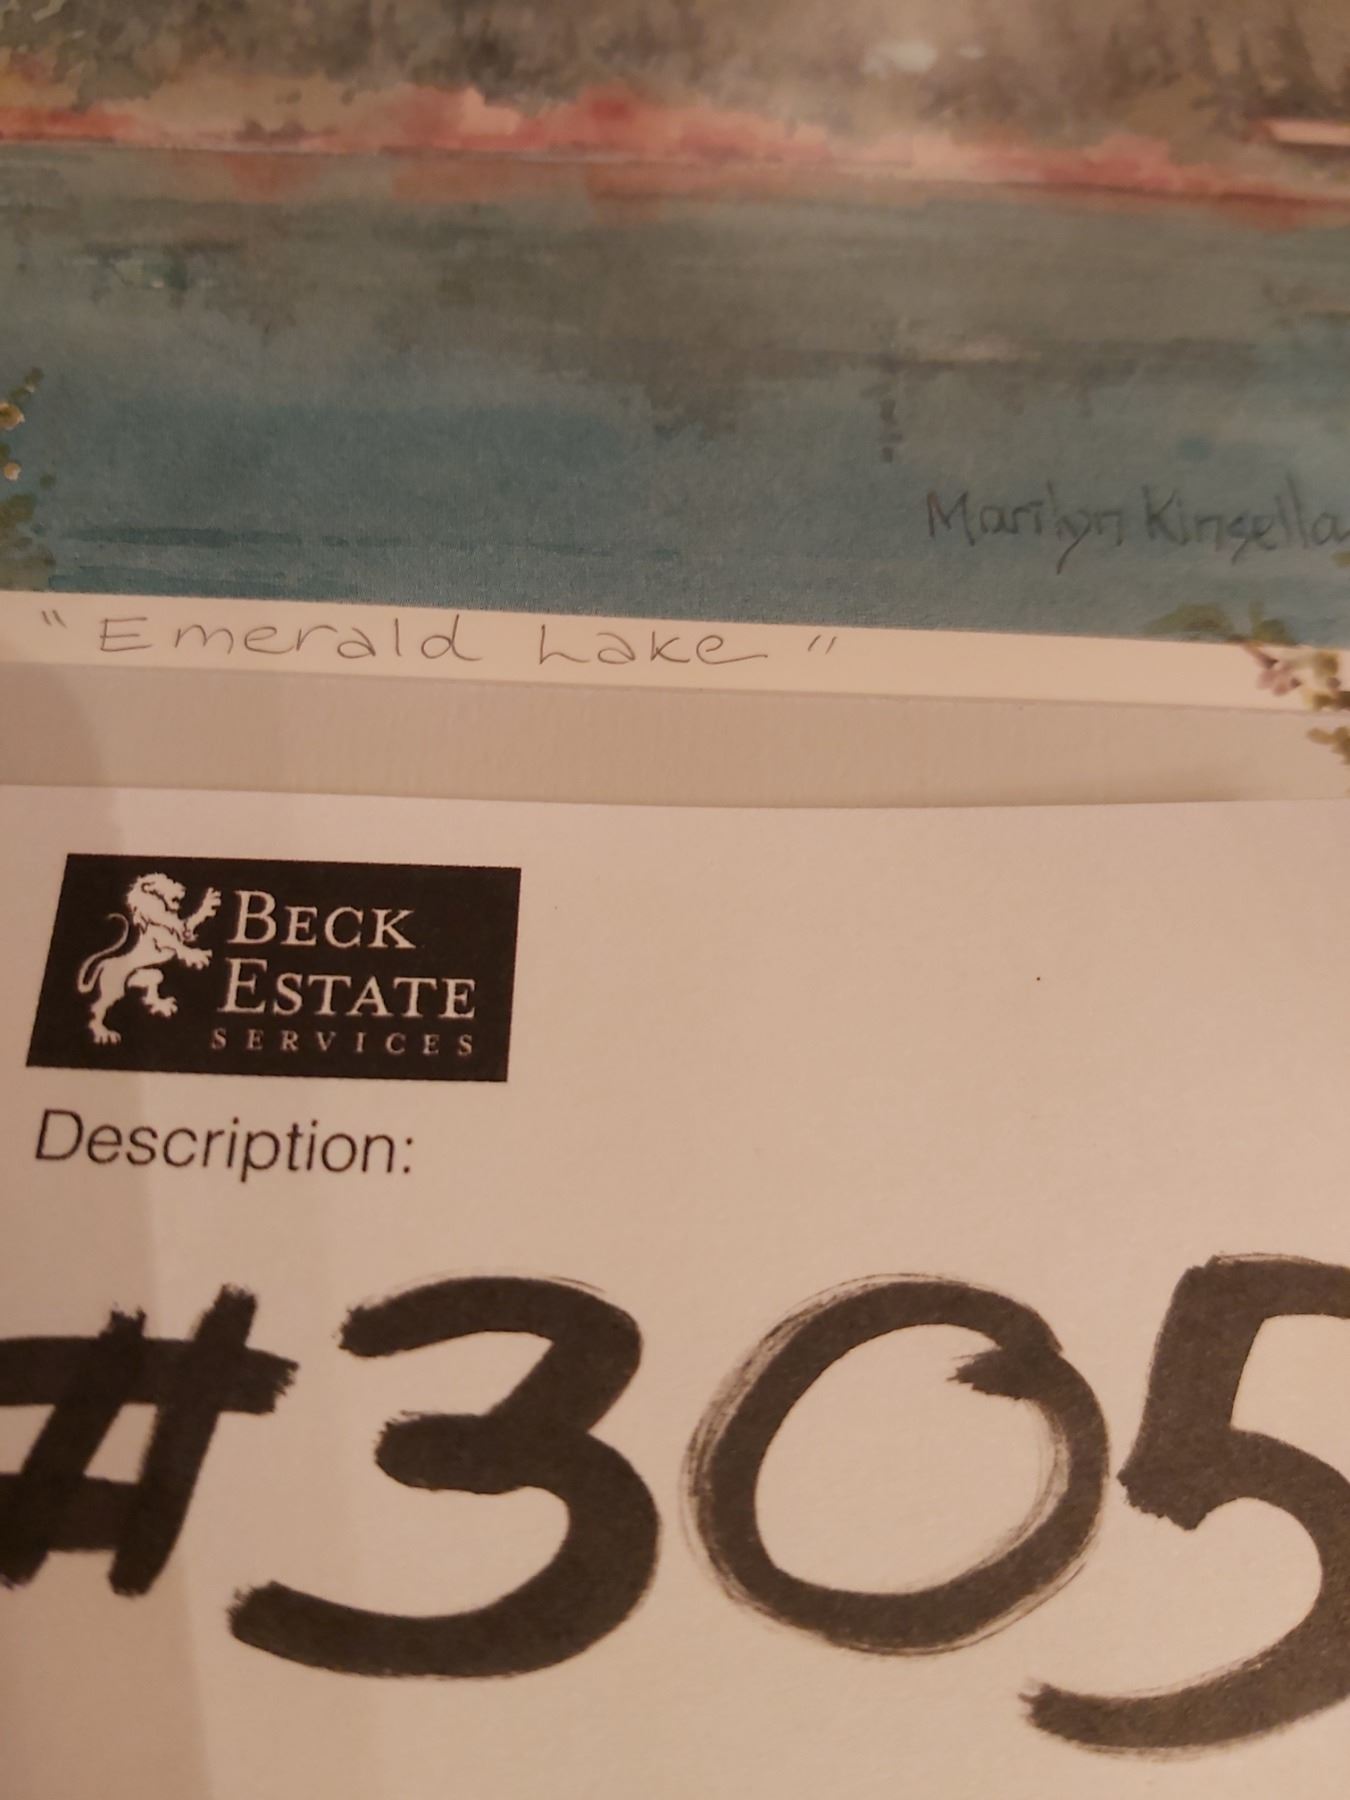 Marilyn Kinsella
"Emerald Lake"
BECK
ESTATE
SERVICES
Description:
#305